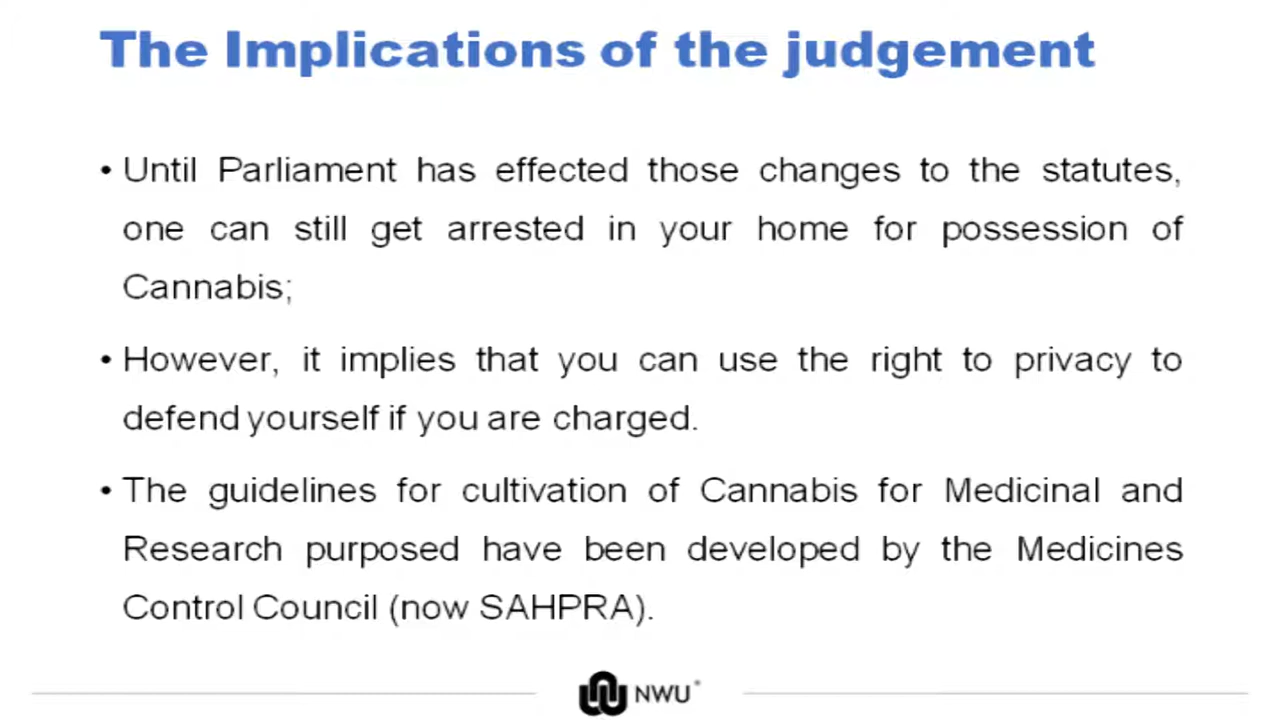 The Implications of the judgement
• Until Parliament has effected those changes to the statutes,
one can still get arrested in your home for possession of
Cannabis;
• However, it implies that you can use the right to privacy to
defend yourself if you are charged.
• The guidelines for cultivation of Cannabis for Medicinal and
Research purposed have been developed by the Medicines
Control Council (now SAHPRA).
NWU